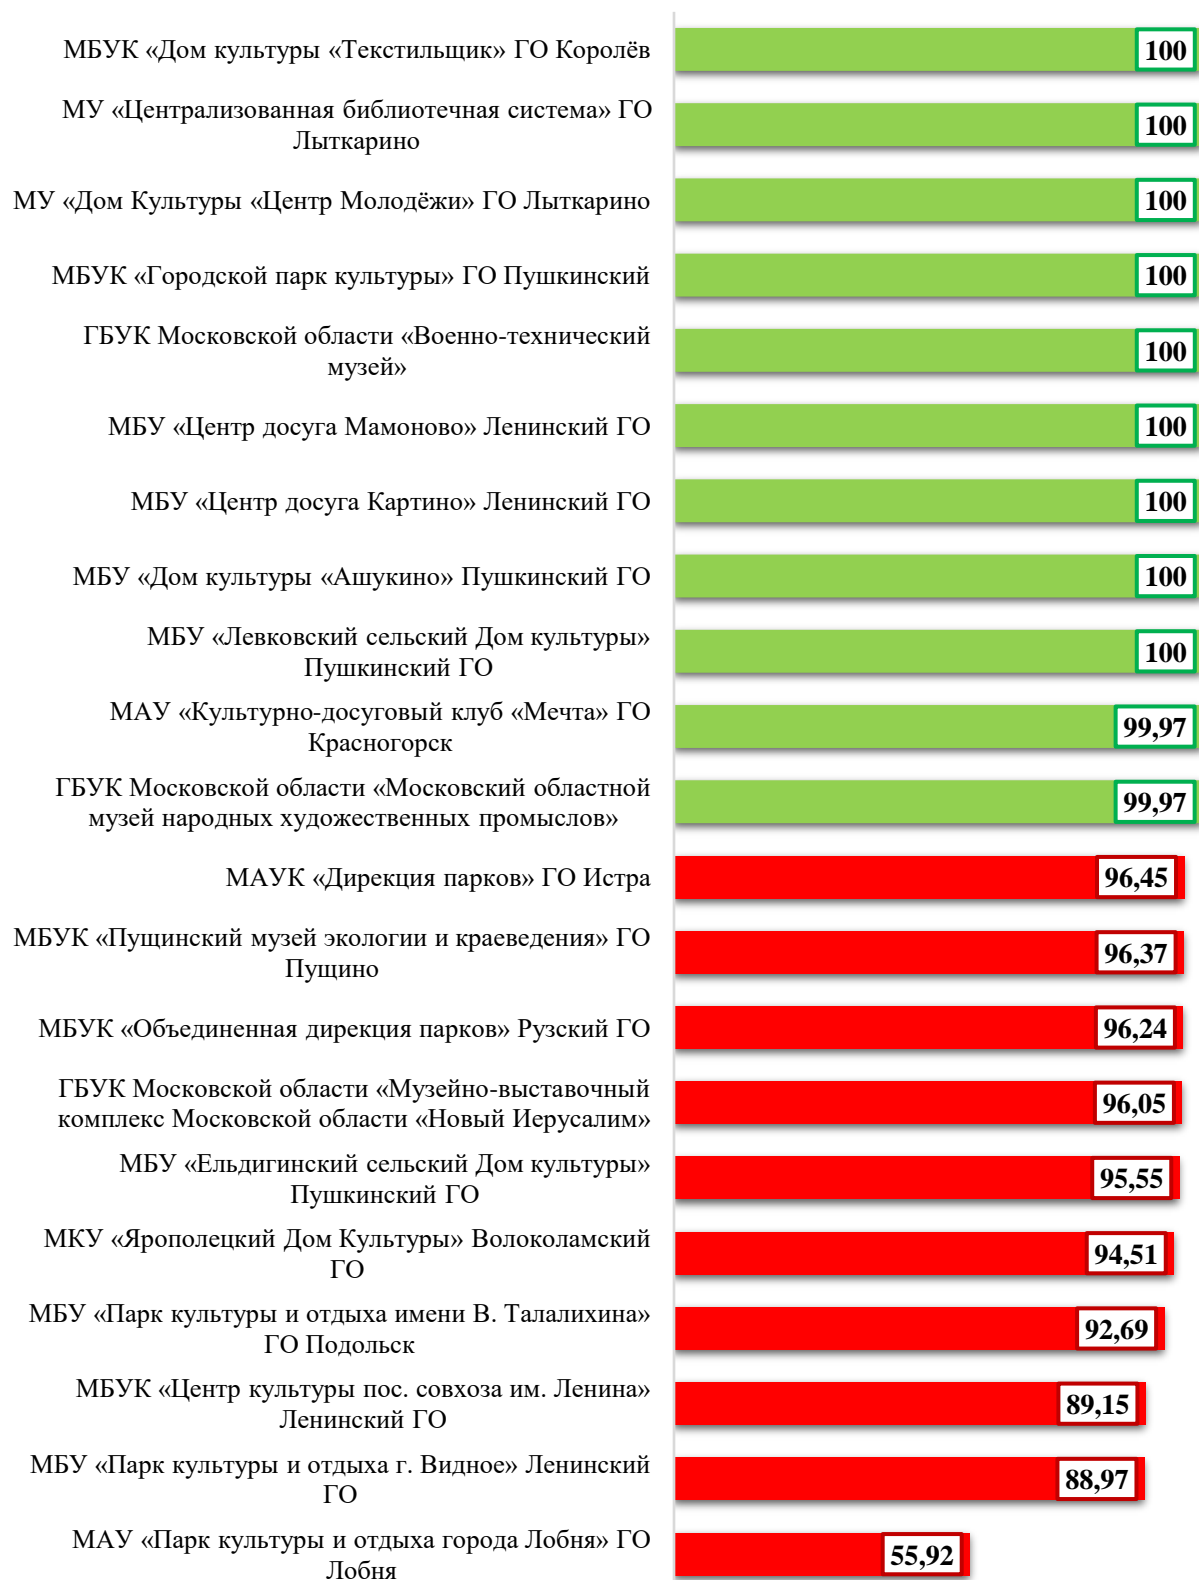 МБУК «Дом культуры «Текстильщик» ГО Королёв
100
МУ «Централизованная библиотечная система» ГО
Лыткарино
100
МУ «Дом Культуры «Центр Молодёжи» ГО Лыткарино
100
МБУК «Городской парк культуры» ГО Пушкинский
100
ГБУК Московской области «Военно-технический
музей»
100
МБУ «Центр досуга Мамоново» Ленинский ГО
100
МБУ «Центр досуга Картино» Ленинский ГО
100
МБУ «Дом культуры «Ашукино» Пушкинский ГО
100
МБУ «Левковский сельский Дом культуры»
Пушкинский ГО
100
МАУ «Культурно-досуговый клуб «Мечта» ГО
Красногорск
99,97
ГБУК Московской области «Московский областной
музей народных художественных промыслов»
99,97
МАУК «Дирекция парков» ГО Истра
96,45
МБУК «Пущинский музей экологии и краеведения» ГО
Пущино
96,37
МБУК «Объединенная дирекция парков» Рузский ГО
96,24
ГБУК Московской области «Музейно-выставочный
комплекс Московской области «Новый Иерусалим»
96,05
МБУ «Ельдигинский сельский Дом культуры»
Пушкинский ГО
95,55
МКУ «Ярополецкий Дом Культуры» Волоколамский
ГО
94,51
МБУ «Парк культуры и отдыха имени В. Талалихина»
ГО Подольск
92,69
МБУК «Центр культуры пос. совхоза им. Ленина»
Ленинский ГО
89,15
МБУ «Парк культуры и отдыха г. Видное» Ленинский
ГО
88,97
МАУ «Парк культуры и отдыха города Лобня» ГО
Лобня
55,92